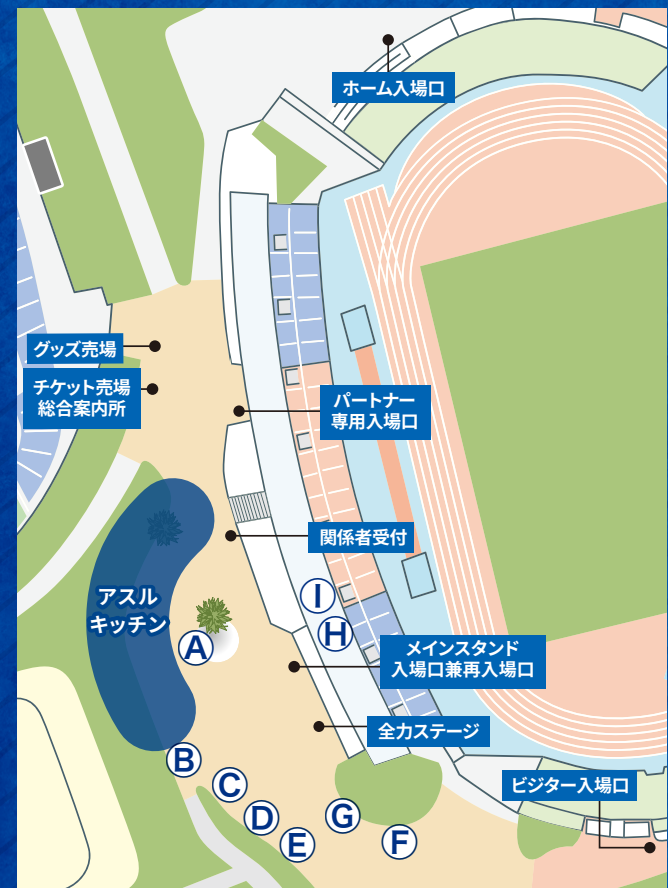 ホーム入場口
グッズ売場
チケット売場
総合案内所
パートナー
専用入場口
関係者受付
アスル
キッチン
I
H
A
メインスタンド
入場口兼再入場口
全力ステージ
B
C
D
E
G
F
ビジター入場口